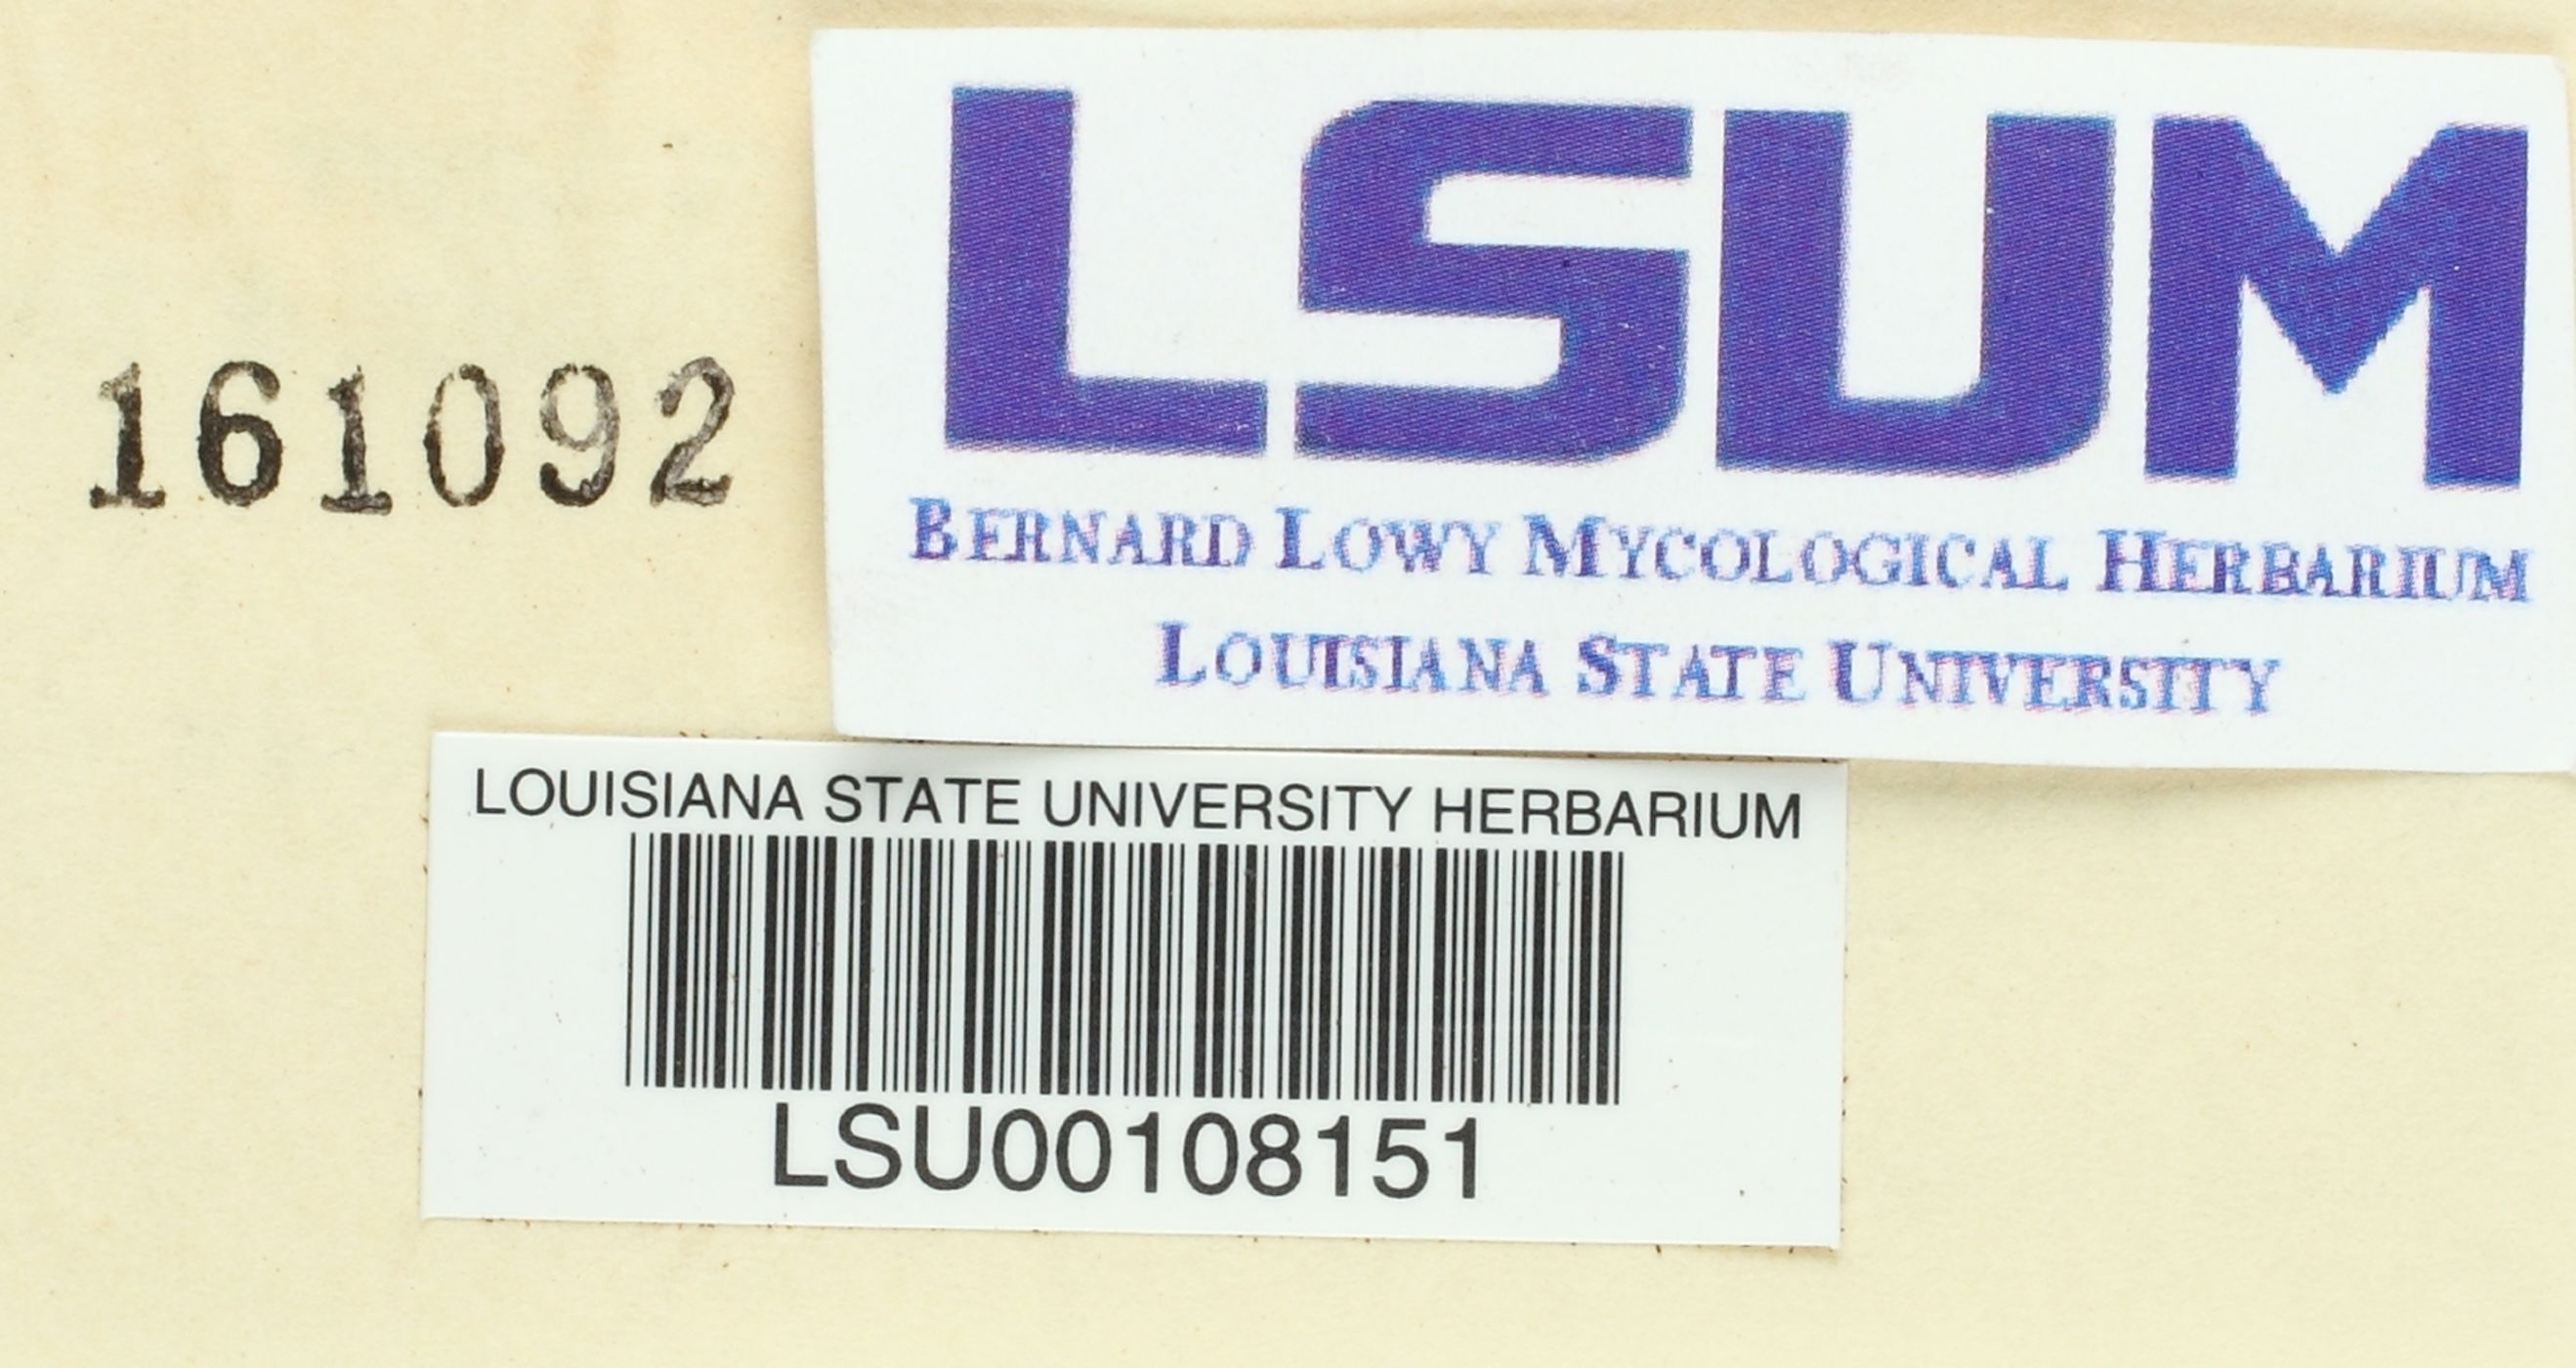 161092
LSUM
BERNARD LOWY MYCOLOGICAL HERBARIUM
LOUISIANA STATE UNIVERSITY
LOUISIANA STATE UNIVERSITY HERBARIUM
LSU00108151